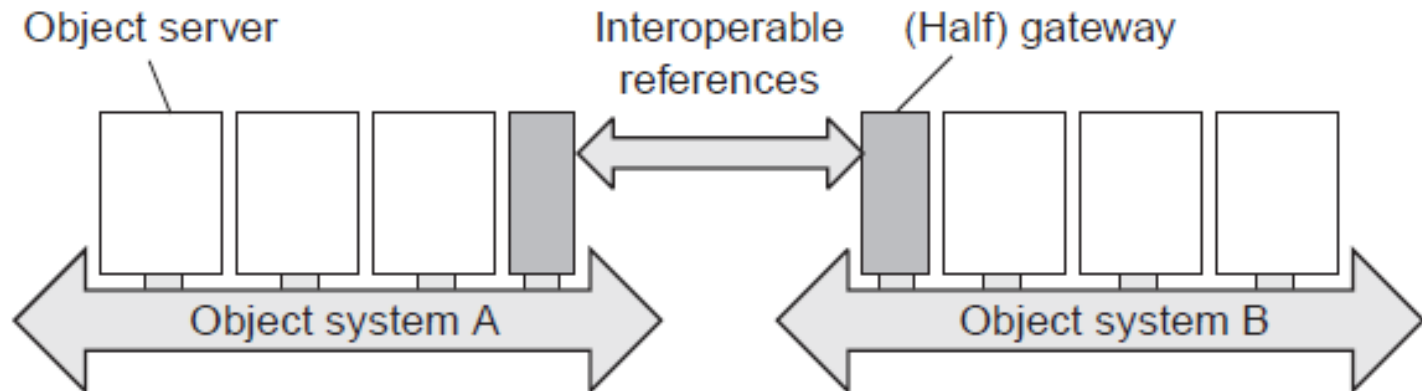 Object server
Interoperable
references
(Half) gateway
Object system A
Object system B